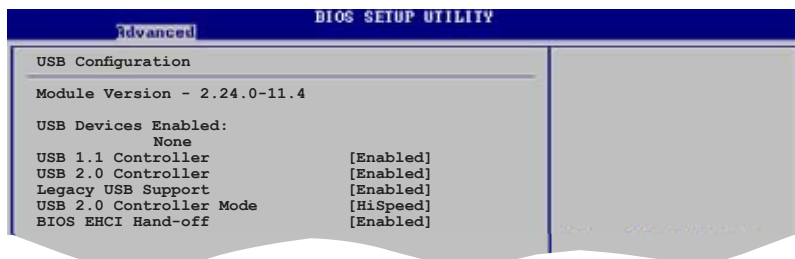 BIOS SETUP UTILITY
Advanced
USB Configuration
Module Version - 2.24.0-11.4
USB Devices Enabled:
None
USB 1.1 Controller [Enabled]
USB 2.0 Controller [Enabled]
Legacy USB Support [Enabled]
USB 2.0 Controller Mode [HiSpeed]
BIOS EHCI Hand-off [Enabled]